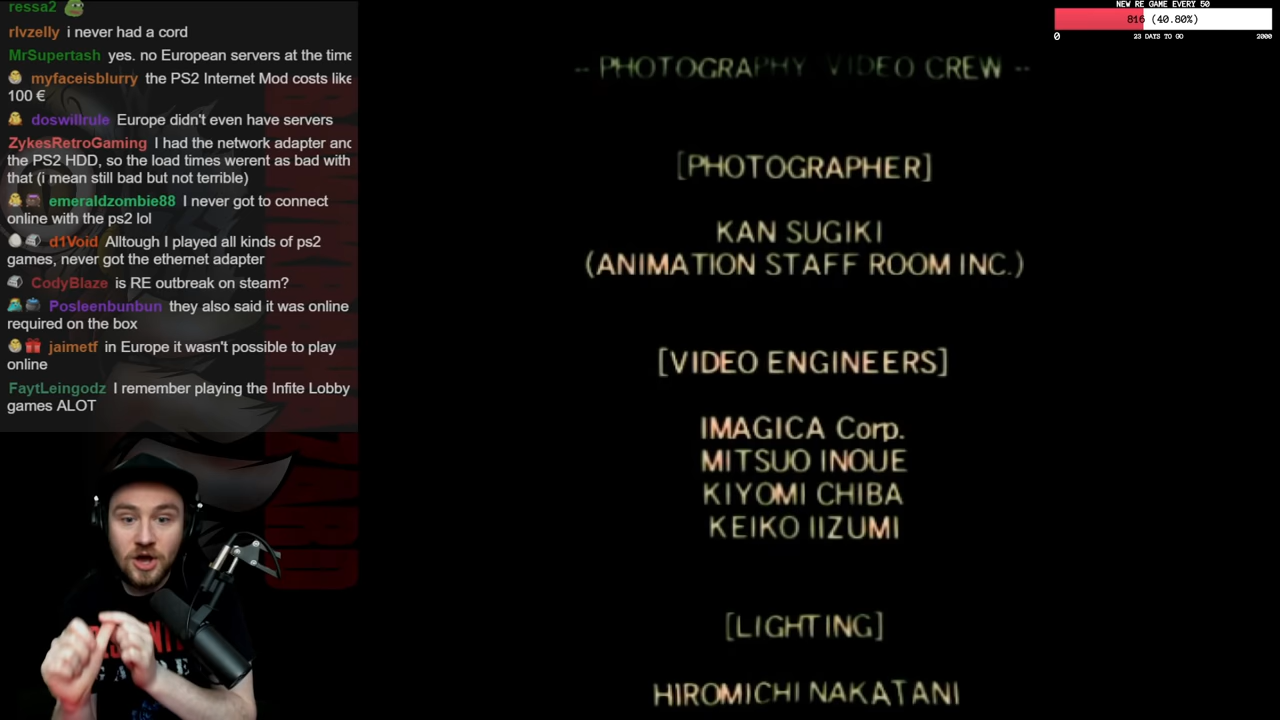 ressa2
rlvzelly i never had a cord
MrSupertash yes. no European servers at the time
myfaceisblurry the PS2 Internet Mod costs like
100 €
doswillrule Europe didn't even have servers
ZykesRetroGaming I had the network adapter and
the PS2 HDD, so the load times werent as bad with
that (i mean still bad but not terrible)
emeraldzombie88 I never got to connect
online with the ps2 lol
d1Void Alltough I played all kinds of ps2
games, never got the ethernet adapter
CodyBlaze is RE outbreak on steam?
Posleenbunbun they also said it was online
required on the box
jaimetf in Europe it wasn't possible to play
online
FaytLeingodz I remember playing the Infite Lobby
games ALOT
-- PHOTOGRAPHY VIDEO CREW --
[PHOTOGRAPHER]
KAN SUGIKI
(ANIMATION STAFF ROOM INC.)
[VIDEO ENGINEERS]
IMAGICA Corp.
MITSUO INOUE
KIYOMI CHIBA
KEIKO IIZUMI
[LIGHTING]
HIROMICHI NAKATANI
NEW RE GAME EVERY 50
816 (40.80%)
0 23 DAYS TO GO 2000